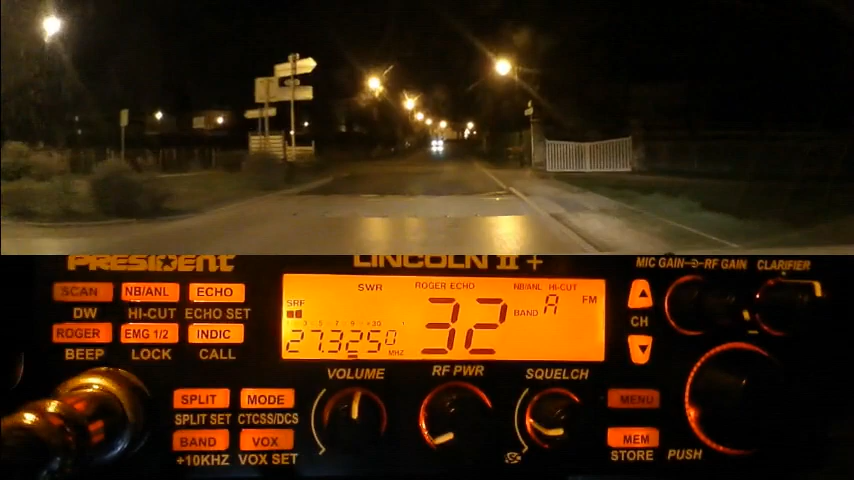 PRESIDENT
LINCOLN II +
SCAN NB/ANL ECHO
DW HI-CUT ECHO SET
ROGER EMG 1/2 INDIC
BEEP LOCK CALL
SPLIT MODE
SPLIT SET CTCSS/DCS
BAND VOX
+10KHZ VOX SET
SWR ROGER ECHO NB/ANL HI-CUT
SRF 32 BAND A FM
27.3250 MHZ
VOLUME RF PWR SQUELCH
MIC GAIN RF GAIN CLARIFIER
CH
MENU
MEM
STORE PUSH